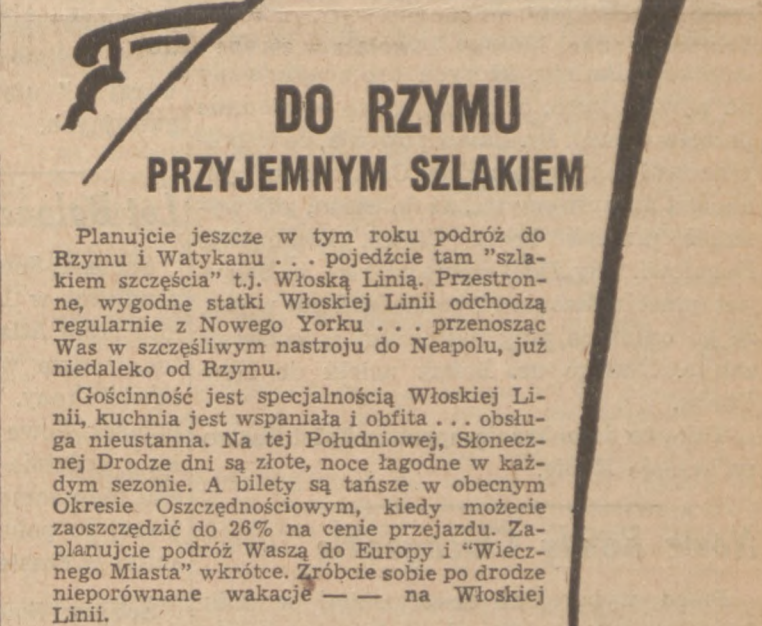 DO RZYMU
PRZYJEMNYM SZLAKIEM
Planujcie jeszcze w tym roku podróż do
Rzymu i Watykanu . . . pojedźcie tam "szla-
kiem szczęścia" t.j. Włoską Linią. Przestron-
ne, wygodne statki Włoskiej Linii odchodzą
regularnie z Nowego Yorku . . . przenosząc
Was w szczęśliwym nastroju do Neapolu, już
niedaleko od Rzymu.
Gościnność jest specjalnością Włoskiej Li-
nii, kuchnia jest wspaniała i obfita . . . obsłu-
ga nieustanna. Na tej Południowej, Słonecz-
nej Drodze dni są złote, noce łagodne w każ-
dym sezonie. A bilety są tańsze w obecnym
Okresie Oszczędnościowym, kiedy możecie
zaoszczędzić do 26% na cenie przejazdu. Za-
planujcie podróż Waszą do Europy i "Wiecz-
nego Miasta" wkrótce. Zróbcie sobie po drodze
nieporównane wakacje — — na Włoskiej
Linii.